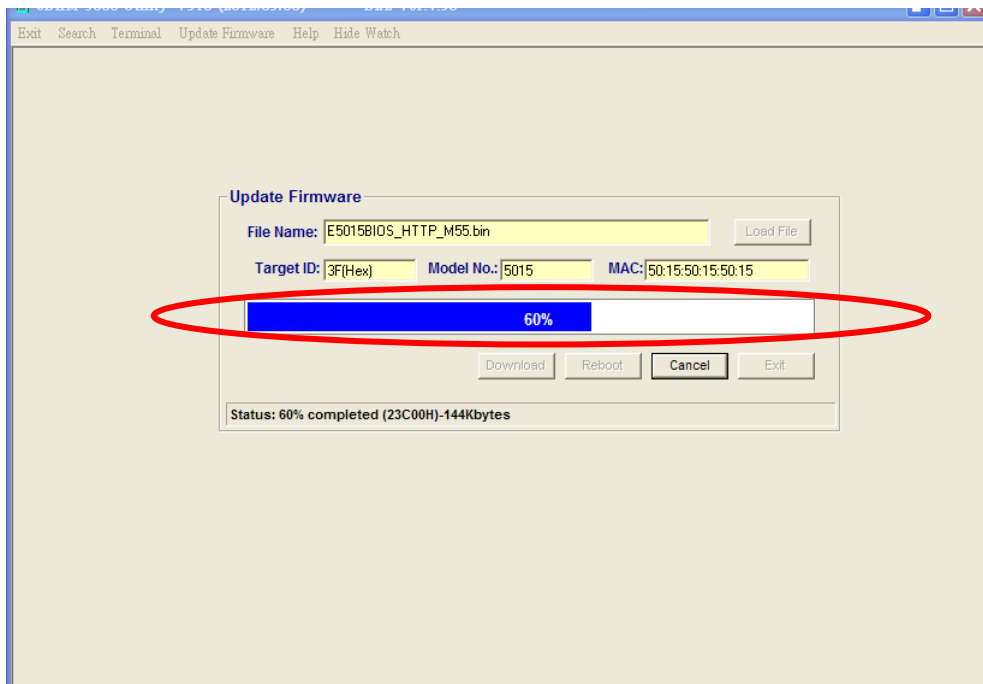 Exit Search Terminal Update Firmware Help Hide Watch
Update Firmware
File Name: E5015BIOS_HTTP_M55.bin Load File
Target ID: 3F(Hex) Model No.: 5015 MAC: 50:15:50:15:50:15
60%
Download Reboot Cancel Exit
Status: 60% completed (23C00H)-144Kbytes